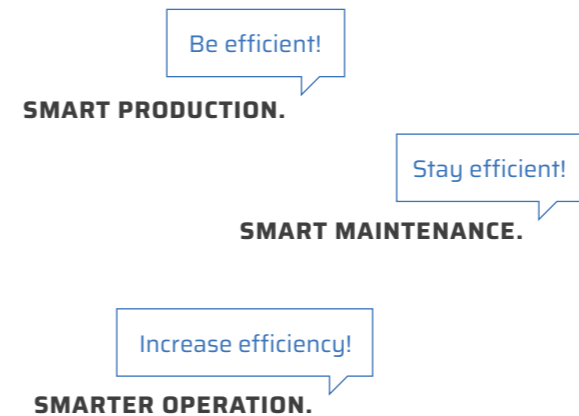 Be efficient!
SMART PRODUCTION.
Stay efficient!
SMART MAINTENANCE.
Increase efficiency!
SMARTER OPERATION.